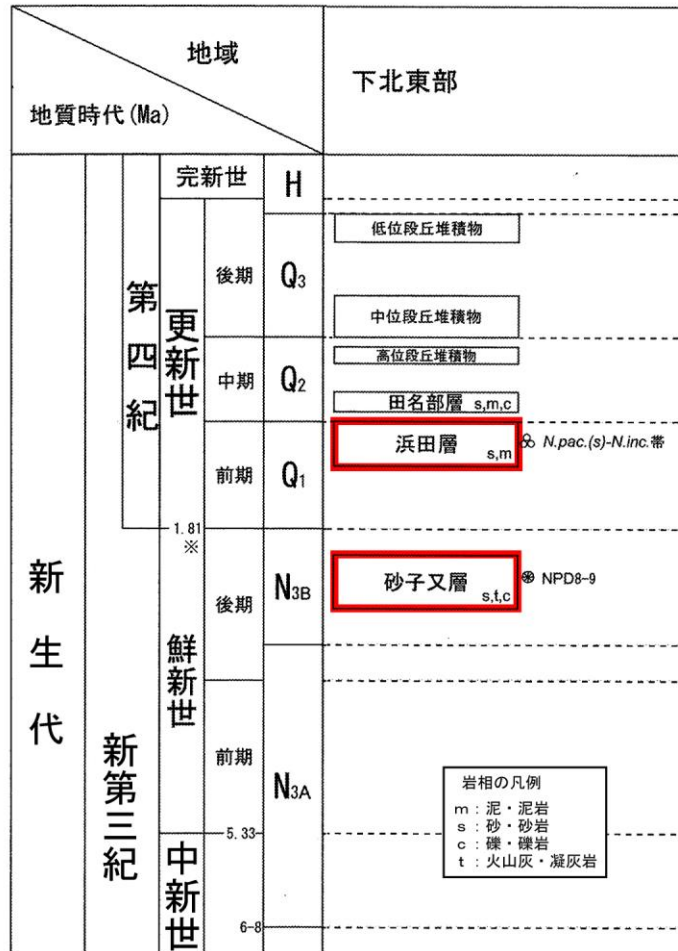 地域
地質時代(Ma)
下北東部
新生代
第四紀
新第三紀
完新世
更新世
鮮新世
中新世
後期
中期
前期
後期
前期
1.81
※
5.33
6-8
H
Q3
Q2
Q1
N3B
N3A
低位段丘堆積物
中位段丘堆積物
高位段丘堆積物
田名部層 s,m,c
浜田層 s,m
N.pac.(s)-N.inc.帯
砂子又層 s,t,c
NPD8-9
岩相の凡例
m：泥・泥岩
s：砂・砂岩
c：礫・礫岩
t：火山灰・凝灰岩